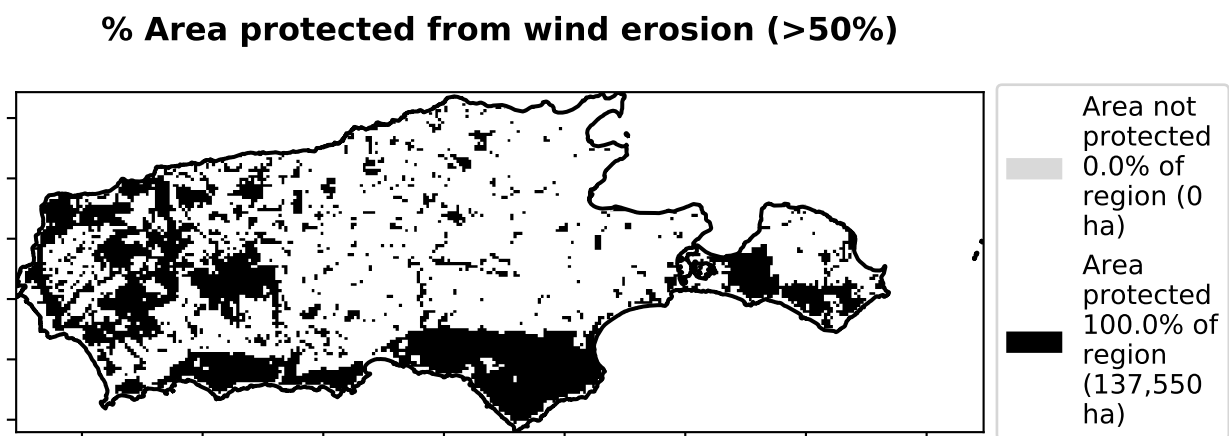 % Area protected from wind erosion (>50%)
Area not
protected
0.0% of
region (0
ha)
Area
protected
100.0% of
region
(137,550
ha)